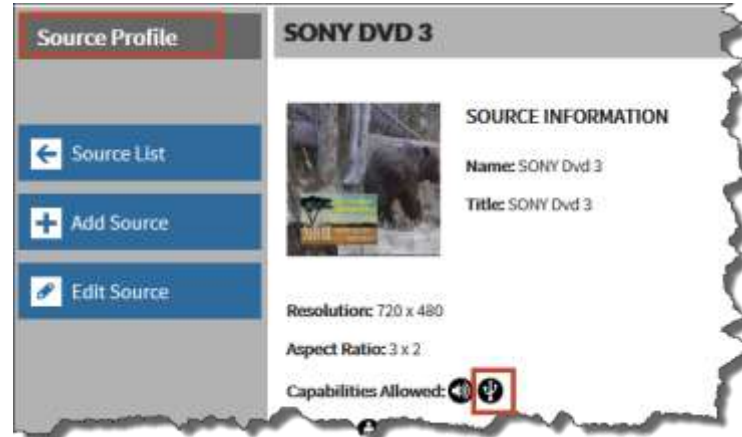 Source Profile
SONY DVD 3
SOURCE INFORMATION
Source List
Name: SONY Dvd 3
Add Source
Title: SONY Dvd 3
Edit Source
Resolution: 720 x 480
Aspect Ratio: 3 x 2
Capabilities Allowed: